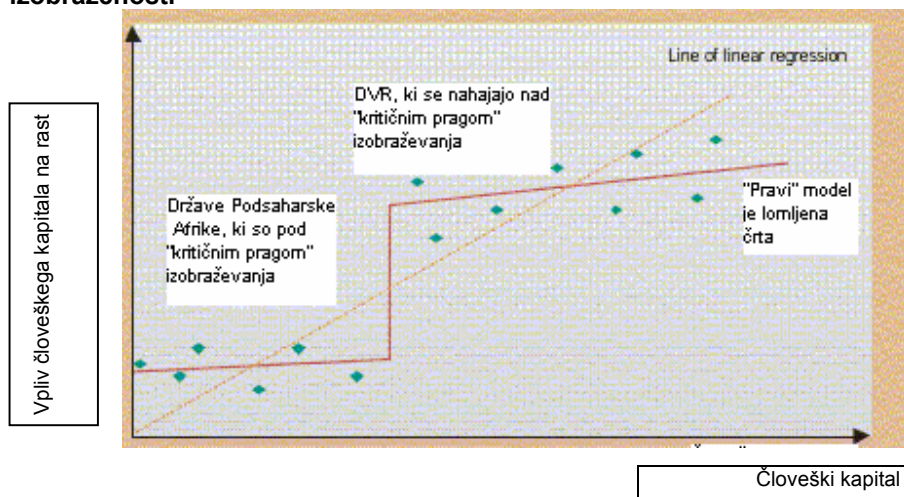 izobraženosti
Line of linear regression
DVR, ki se nahajajo nad
"kritičnim pragom"
izobraževanja
Vpliv človeškega kapitala na rast
Države Podsaharske
Afrike, ki so pod
"kritičnim pragom"
izobraževanja
"Pravi" model
je lomljena
črta
Človeški kapital